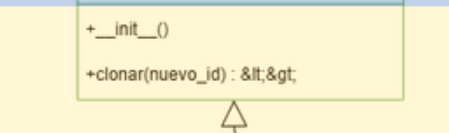 +__init__()
+clonar(nuevo_id) : &lt;&gt;